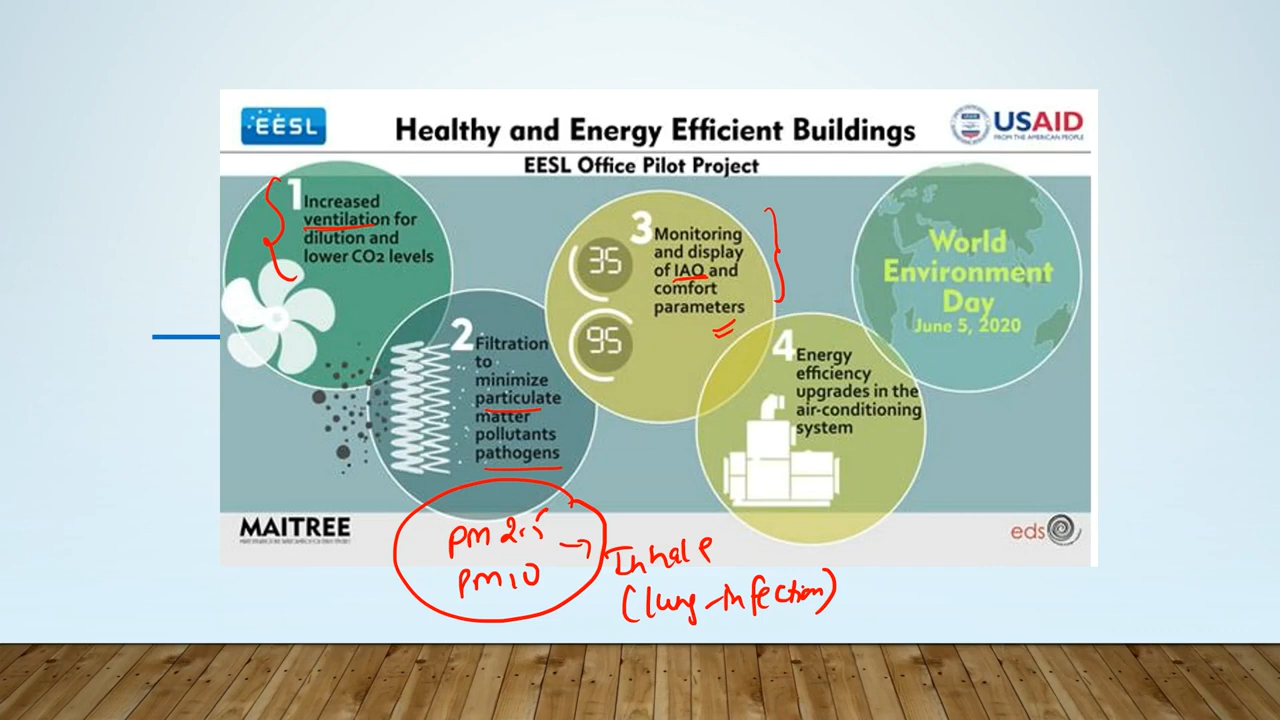 EESL
Healthy and Energy Efficient Buildings
USAID
FROM THE AMERICAN PEOPLE
EESL Office Pilot Project
1
Increased
ventilation for
dilution and
lower CO2 levels
2
Filtration
to
minimize
particulate
matter
pollutants
pathogens
3
Monitoring
and display
of IAQ and
comfort
parameters
35
95
4
Energy
efficiency
upgrades in the
air-conditioning
system
World
Environment
Day
June 5, 2020
MAITREE
eds
PM 2.5
PM 10
→ Inhale
(lung-infection)